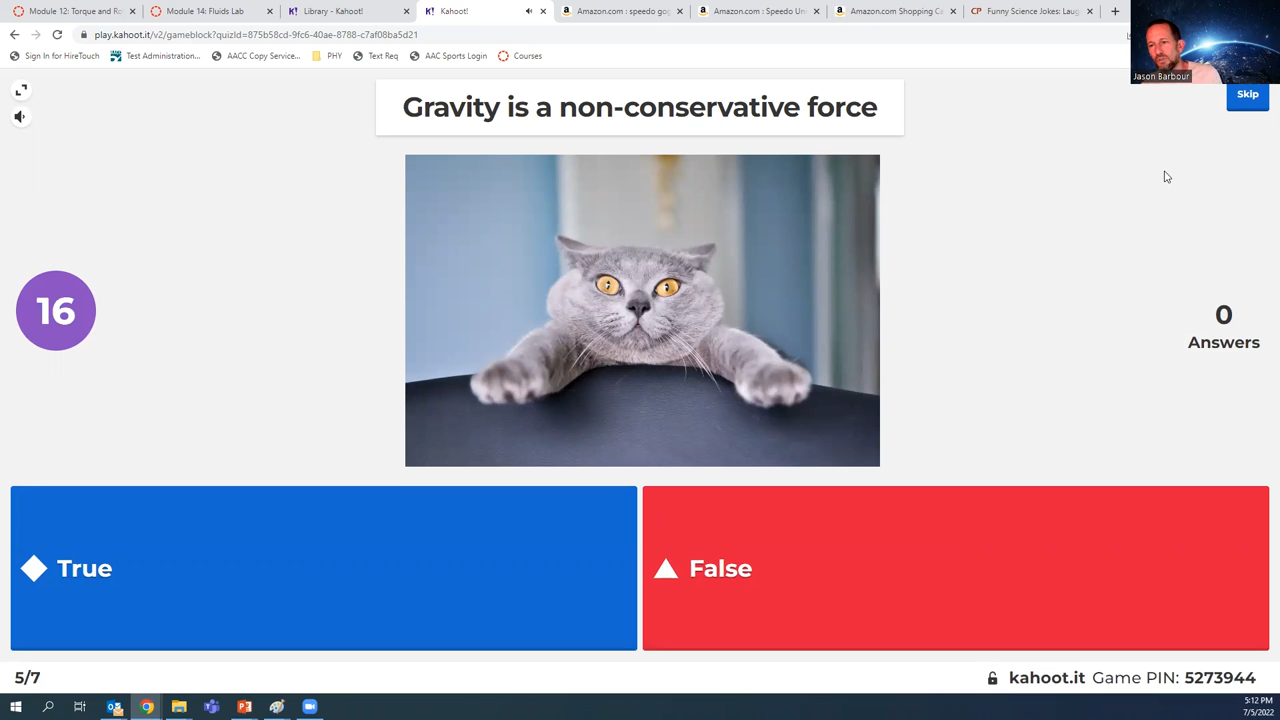 Module 12: Torque and Ro
Module 14: Fluids Lab
Library - Kahoot!
Kahoot!
Amazon.com : speedo gog
Amazon.com : Speedo Un
Amazon.com Shopping Ca
Funny Science Jokes: Laug
play.kahoot.it/v2/gameblock?quizId=875b58cd-9fc6-40ae-8788-c7af08ba5d21
Sign In for HireTouch
Test Administration...
AACC Copy Service...
PHY
Text Req
AAC Sports Login
Courses
Jason Barbour
Skip
Gravity is a non-conservative force
16
0
Answers
True
False
5/7
kahoot.it Game PIN: 5273944
5:12 PM
7/5/2022